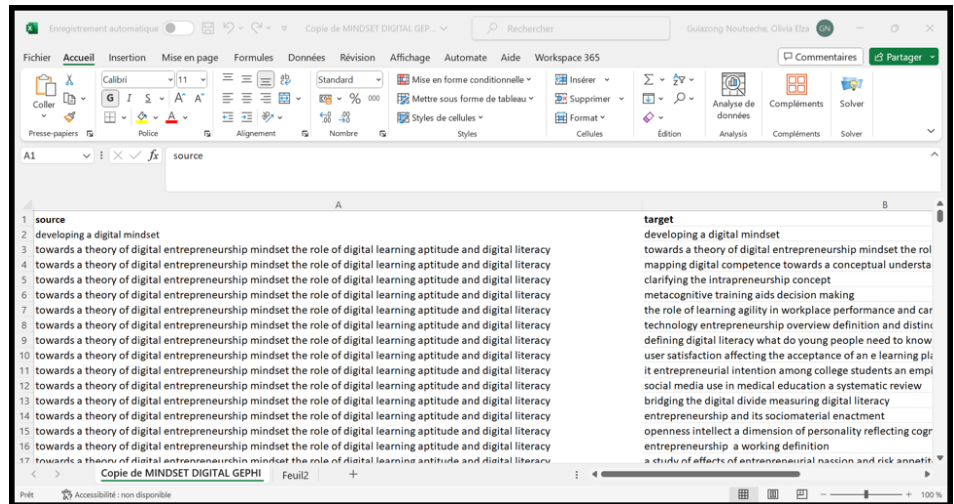 Enregistrement automatique
Copie de MINDSET DIGITAL GEP...
Rechercher
Guiazong Noutsche, Olivia Elza GN
Fichier Accueil Insertion Mise en page Formules Données Révision Affichage Automate Aide Workspace 365
Commentaires Partager
Coller
Calibri 11
G I S A A
Standard
% 000
Mise en forme conditionnelle
Mettre sous forme de tableau
Styles de cellules
Insérer
Supprimer
Format
Analyse de données
Compléments
Solver
Presse-papiers Police Alignement Nombre Styles Cellules Édition Analysis Compléments Solver
A1 fx source
A B
1 source target
2 developing a digital mindset developing a digital mindset
3 towards a theory of digital entrepreneurship mindset the role of digital learning aptitude and digital literacy towards a theory of digital entrepreneurship mindset the rol
4 towards a theory of digital entrepreneurship mindset the role of digital learning aptitude and digital literacy mapping digital competence towards a conceptual understa
5 towards a theory of digital entrepreneurship mindset the role of digital learning aptitude and digital literacy clarifying the intrapreneurship concept
6 towards a theory of digital entrepreneurship mindset the role of digital learning aptitude and digital literacy metacognitive training aids decision making
7 towards a theory of digital entrepreneurship mindset the role of digital learning aptitude and digital literacy the role of learning agility in workplace performance and car
8 towards a theory of digital entrepreneurship mindset the role of digital learning aptitude and digital literacy technology entrepreneurship overview definition and distinc
9 towards a theory of digital entrepreneurship mindset the role of digital learning aptitude and digital literacy defining digital literacy what do young people need to know
10 towards a theory of digital entrepreneurship mindset the role of digital learning aptitude and digital literacy user satisfaction affecting the acceptance of an e learning pla
11 towards a theory of digital entrepreneurship mindset the role of digital learning aptitude and digital literacy it entrepreneurial intention among college students an empi
12 towards a theory of digital entrepreneurship mindset the role of digital learning aptitude and digital literacy social media use in medical education a systematic review
13 towards a theory of digital entrepreneurship mindset the role of digital learning aptitude and digital literacy bridging the digital divide measuring digital literacy
14 towards a theory of digital entrepreneurship mindset the role of digital learning aptitude and digital literacy entrepreneurship and its sociomaterial enactment
15 towards a theory of digital entrepreneurship mindset the role of digital learning aptitude and digital literacy openness intellect a dimension of personality reflecting cogr
16 towards a theory of digital entrepreneurship mindset the role of digital learning aptitude and digital literacy entrepreneurship a working definition
17 towards a theory of digital entrepreneurship mindset the role of digital learning aptitude and digital literacy a study of effects of entrepreneurial passion and risk appetit
Copie de MINDSET DIGITAL GEPHI Feuil2 +
Prêt Accessibilité : non disponible 100 %